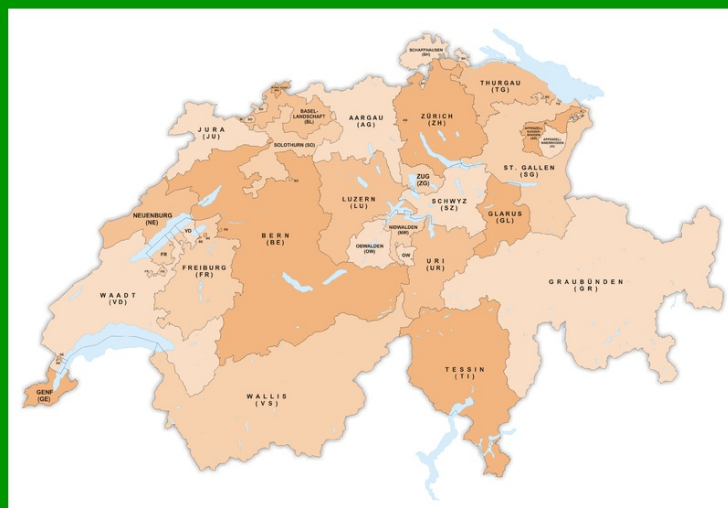 SCHAFFHAUSEN
(SH)
THURGAU
(TG)
BASEL-
LANDSCHAFT
(BL)
AARGAU
(AG)
ZÜRICH
(ZH)
JURA
(JU)
SOLOTHURN (SO)
APPENZELL
ST. GALLEN
(SG)
ZUG
(ZG)
LUZERN
(LU)
SCHWYZ
(SZ)
NEUENBURG
(NE)
GLARUS
(GL)
VD
BERN
(BE)
NIDWALDEN
(NW)
OBWALDEN
(OW)
OW
FR
FREIBURG
(FR)
URI
(UR)
GRAUBÜNDEN
(GR)
WAADT
(VD)
TESSIN
(TI)
GENF
(GE)
WALLIS
(VS)